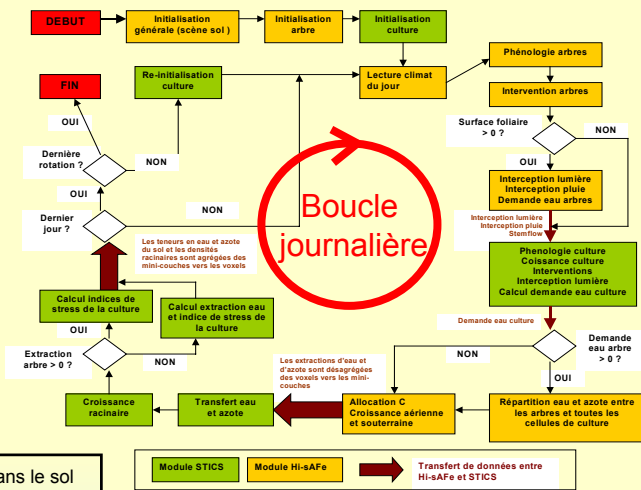 DEBUT
Initialisation
générale (scène sol )
Initialisation
arbre
Initialisation
culture
FIN
Re-initialisation
culture
Lecture climat
du jour
Phénologie arbres
Intervention arbres
OUI
Surface foliaire
> 0 ?
NON
Dernière
rotation ?
NON
OUI
OUI
Interception lumière
Interception pluie
Demande eau arbres
Dernier
jour ?
NON
Boucle
journalière
Interception lumière
Interception pluie
Stemflow
Les teneurs en eau et azote
du sol et les densités
racinaires sont agrégées des
mini-couches vers les voxels
Phenologie culture
Coissance culture
Interventions
Interception lumière
Calcul demande eau culture
Calcul indices de
stress de la culture
Calcul extraction eau
et indice de stress de
la culture
Demande eau culture
OUI
Extraction
arbre > 0 ?
NON
NON
Demande
eau arbre
> 0 ?
OUI
Les extractions d'eau et
d'azote sont désagrégées
des voxels vers les mini-
couches
Croissance
racinaire
Transfert eau
et azote
Allocation C
Croissance aérienne
et souterraine
Répartition eau et azote entre
les arbres et toutes les
cellules de culture
ans le sol
Module STICS
Module Hi-sAFe
Transfert de données entre
Hi-sAFe et STICS